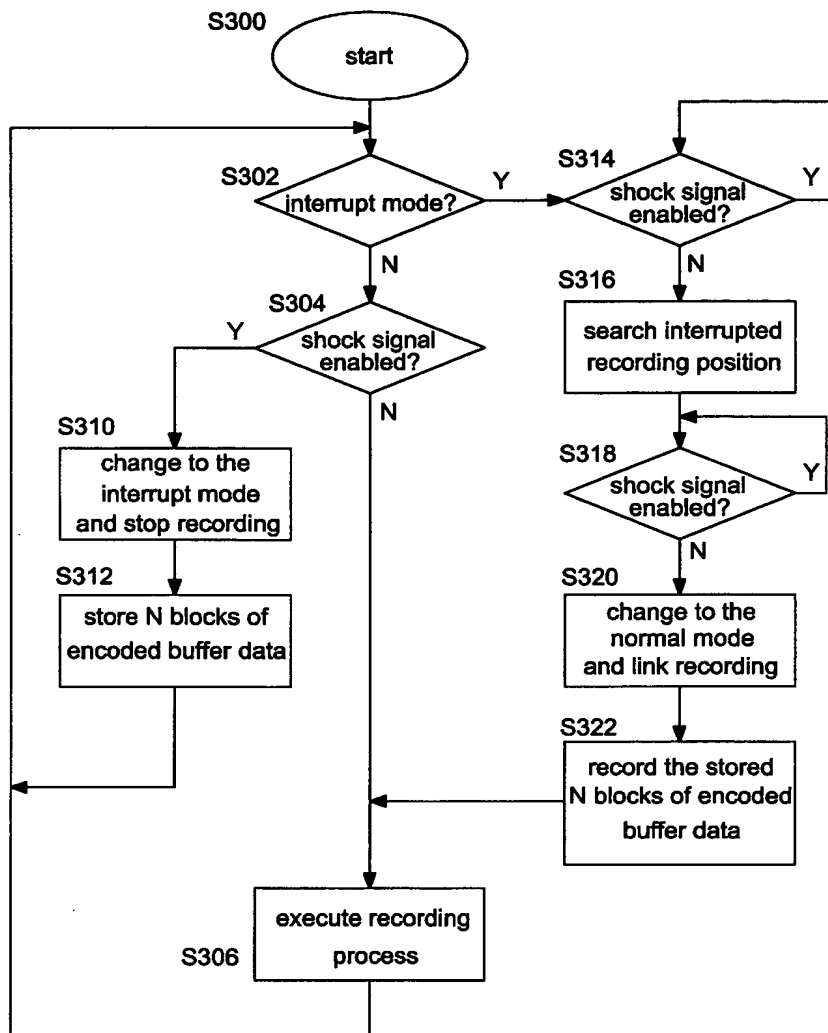 S300
start
S302
interrupt mode?
Y
N
S314
shock signal
enabled?
Y
N
S304
shock signal
enabled?
Y
N
S316
search interrupted
recording position
S310
change to the
interrupt mode
and stop recording
S318
shock signal
enabled?
Y
N
S312
store N blocks of
encoded buffer data
S320
change to the
normal mode
and link recording
S322
record the stored
N blocks of encoded
buffer data
execute recording
process
S306